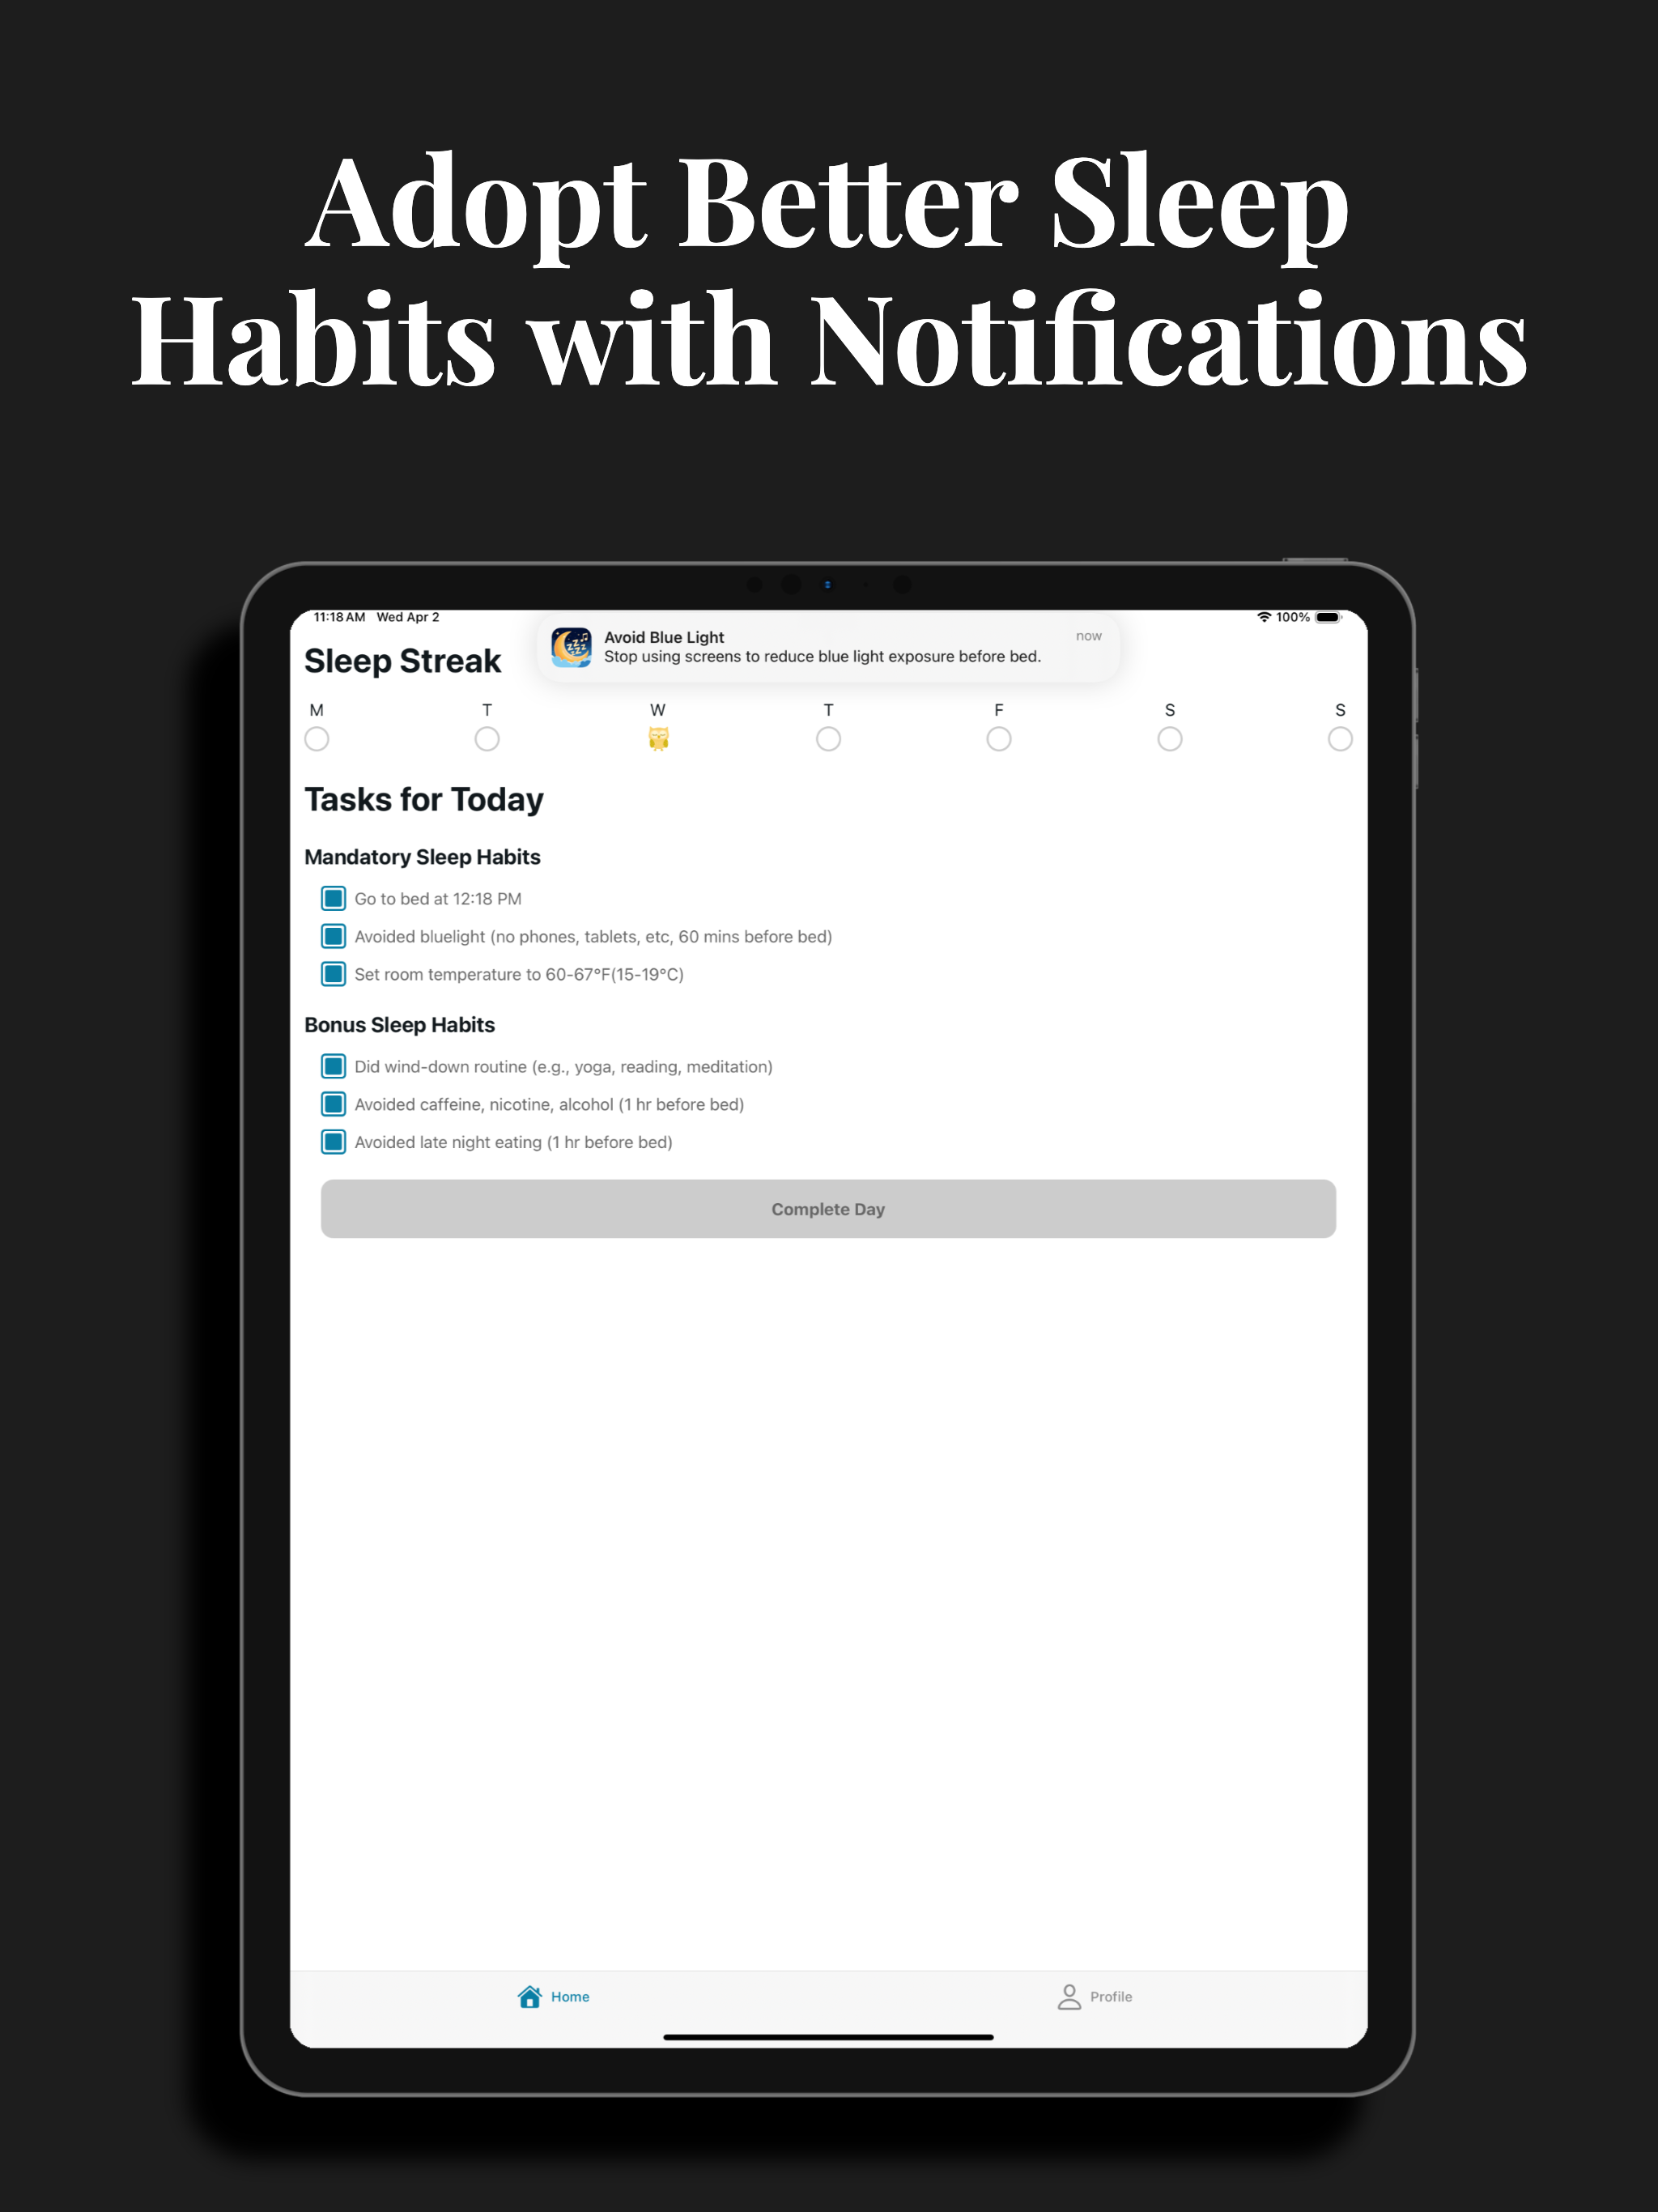 Adopt Better Sleep
Habits with Notifications
11:18 AM Wed Apr 2
100%
Avoid Blue Light
now
Stop using screens to reduce blue light exposure before bed.
Sleep Streak
M T W T F S S
Tasks for Today
Mandatory Sleep Habits
Go to bed at 12:18 PM
Avoided bluelight (no phones, tablets, etc, 60 mins before bed)
Set room temperature to 60-67°F(15-19°C)
Bonus Sleep Habits
Did wind-down routine (e.g., yoga, reading, meditation)
Avoided caffeine, nicotine, alcohol (1 hr before bed)
Avoided late night eating (1 hr before bed)
Complete Day
Home
Profile